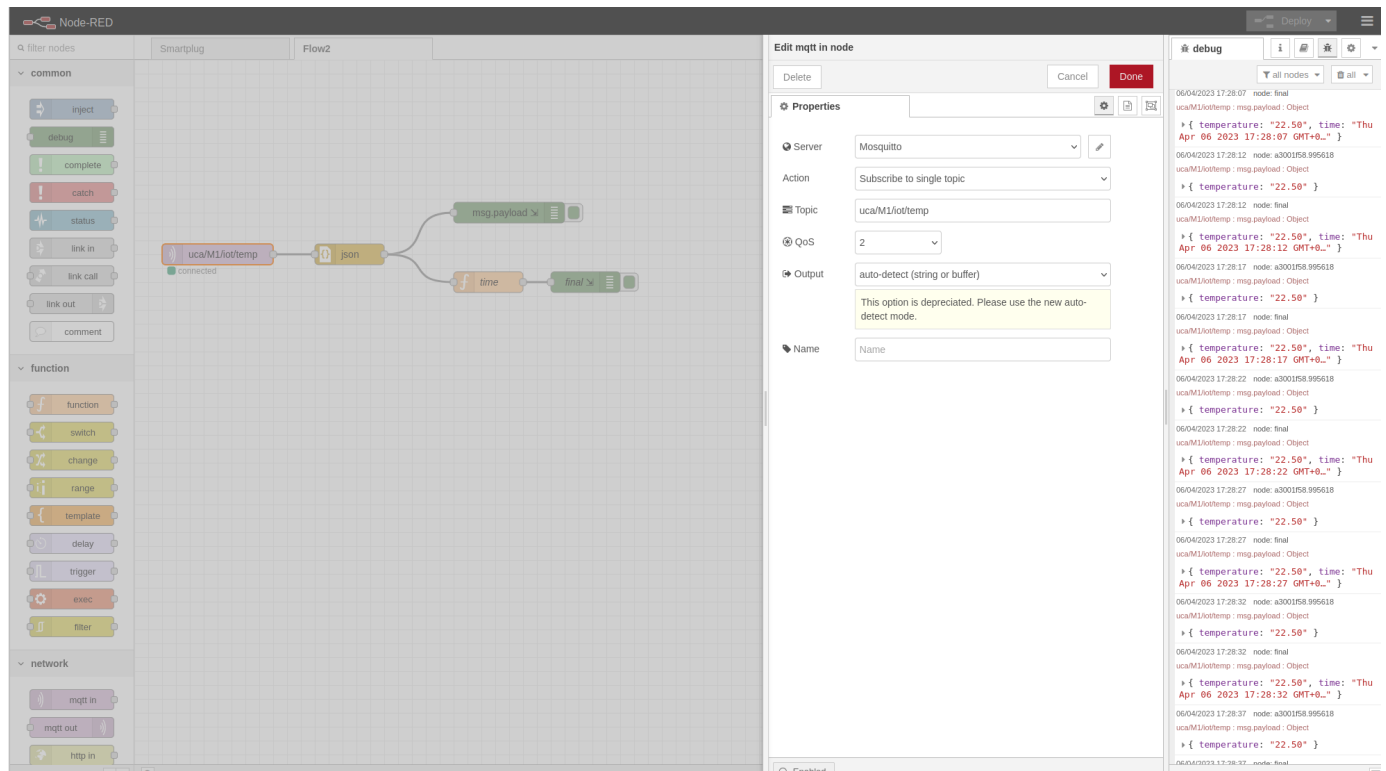 Node-RED
Deploy
filter nodes
Smartplug
Flow2
common
inject
debug
complete
catch
status
link in
link call
link out
comment
function
function
switch
change
range
template
delay
trigger
exec
filter
network
mqtt in
mqtt out
http in
uca/M1/iot/temp
connected
json
msg.payload
time
final
Edit mqtt in node
Delete
Cancel
Done
Properties
Server
Mosquitto
Action
Subscribe to single topic
Topic
uca/M1/iot/temp
QoS
2
Output
auto-detect (string or buffer)
This option is depreciated. Please use the new auto-
detect mode.
Name
Name
Enabled
debug
all nodes
all
06/04/2023 17:28:07 node: final
uca/M1/iot/temp : msg.payload : Object
{ temperature: "22.50", time: "Thu
Apr 06 2023 17:28:07 GMT+0…" }
06/04/2023 17:28:12 node: a3001f58.995618
uca/M1/iot/temp : msg.payload : Object
{ temperature: "22.50" }
06/04/2023 17:28:12 node: final
uca/M1/iot/temp : msg.payload : Object
{ temperature: "22.50", time: "Thu
Apr 06 2023 17:28:12 GMT+0…" }
06/04/2023 17:28:17 node: a3001f58.995618
uca/M1/iot/temp : msg.payload : Object
{ temperature: "22.50" }
06/04/2023 17:28:17 node: final
uca/M1/iot/temp : msg.payload : Object
{ temperature: "22.50", time: "Thu
Apr 06 2023 17:28:17 GMT+0…" }
06/04/2023 17:28:22 node: a3001f58.995618
uca/M1/iot/temp : msg.payload : Object
{ temperature: "22.50" }
06/04/2023 17:28:22 node: final
uca/M1/iot/temp : msg.payload : Object
{ temperature: "22.50", time: "Thu
Apr 06 2023 17:28:22 GMT+0…" }
06/04/2023 17:28:27 node: a3001f58.995618
uca/M1/iot/temp : msg.payload : Object
{ temperature: "22.50" }
06/04/2023 17:28:27 node: final
uca/M1/iot/temp : msg.payload : Object
{ temperature: "22.50", time: "Thu
Apr 06 2023 17:28:27 GMT+0…" }
06/04/2023 17:28:32 node: a3001f58.995618
uca/M1/iot/temp : msg.payload : Object
{ temperature: "22.50" }
06/04/2023 17:28:32 node: final
uca/M1/iot/temp : msg.payload : Object
{ temperature: "22.50", time: "Thu
Apr 06 2023 17:28:32 GMT+0…" }
06/04/2023 17:28:37 node: a3001f58.995618
uca/M1/iot/temp : msg.payload : Object
{ temperature: "22.50" }
06/04/2023 17:28:37 node: final